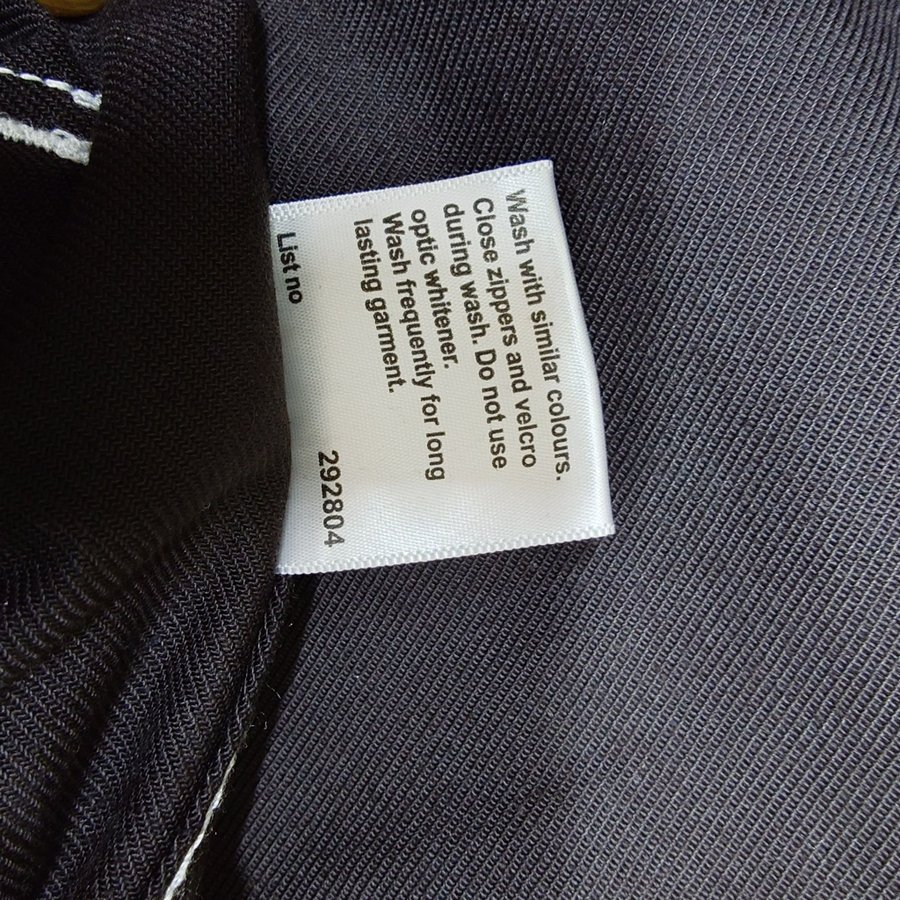 Wash with similar colours.
Close zippers and velcro
during wash. Do not use
optic whitener.
Wash frequently for long
lasting garment.
292804
List no